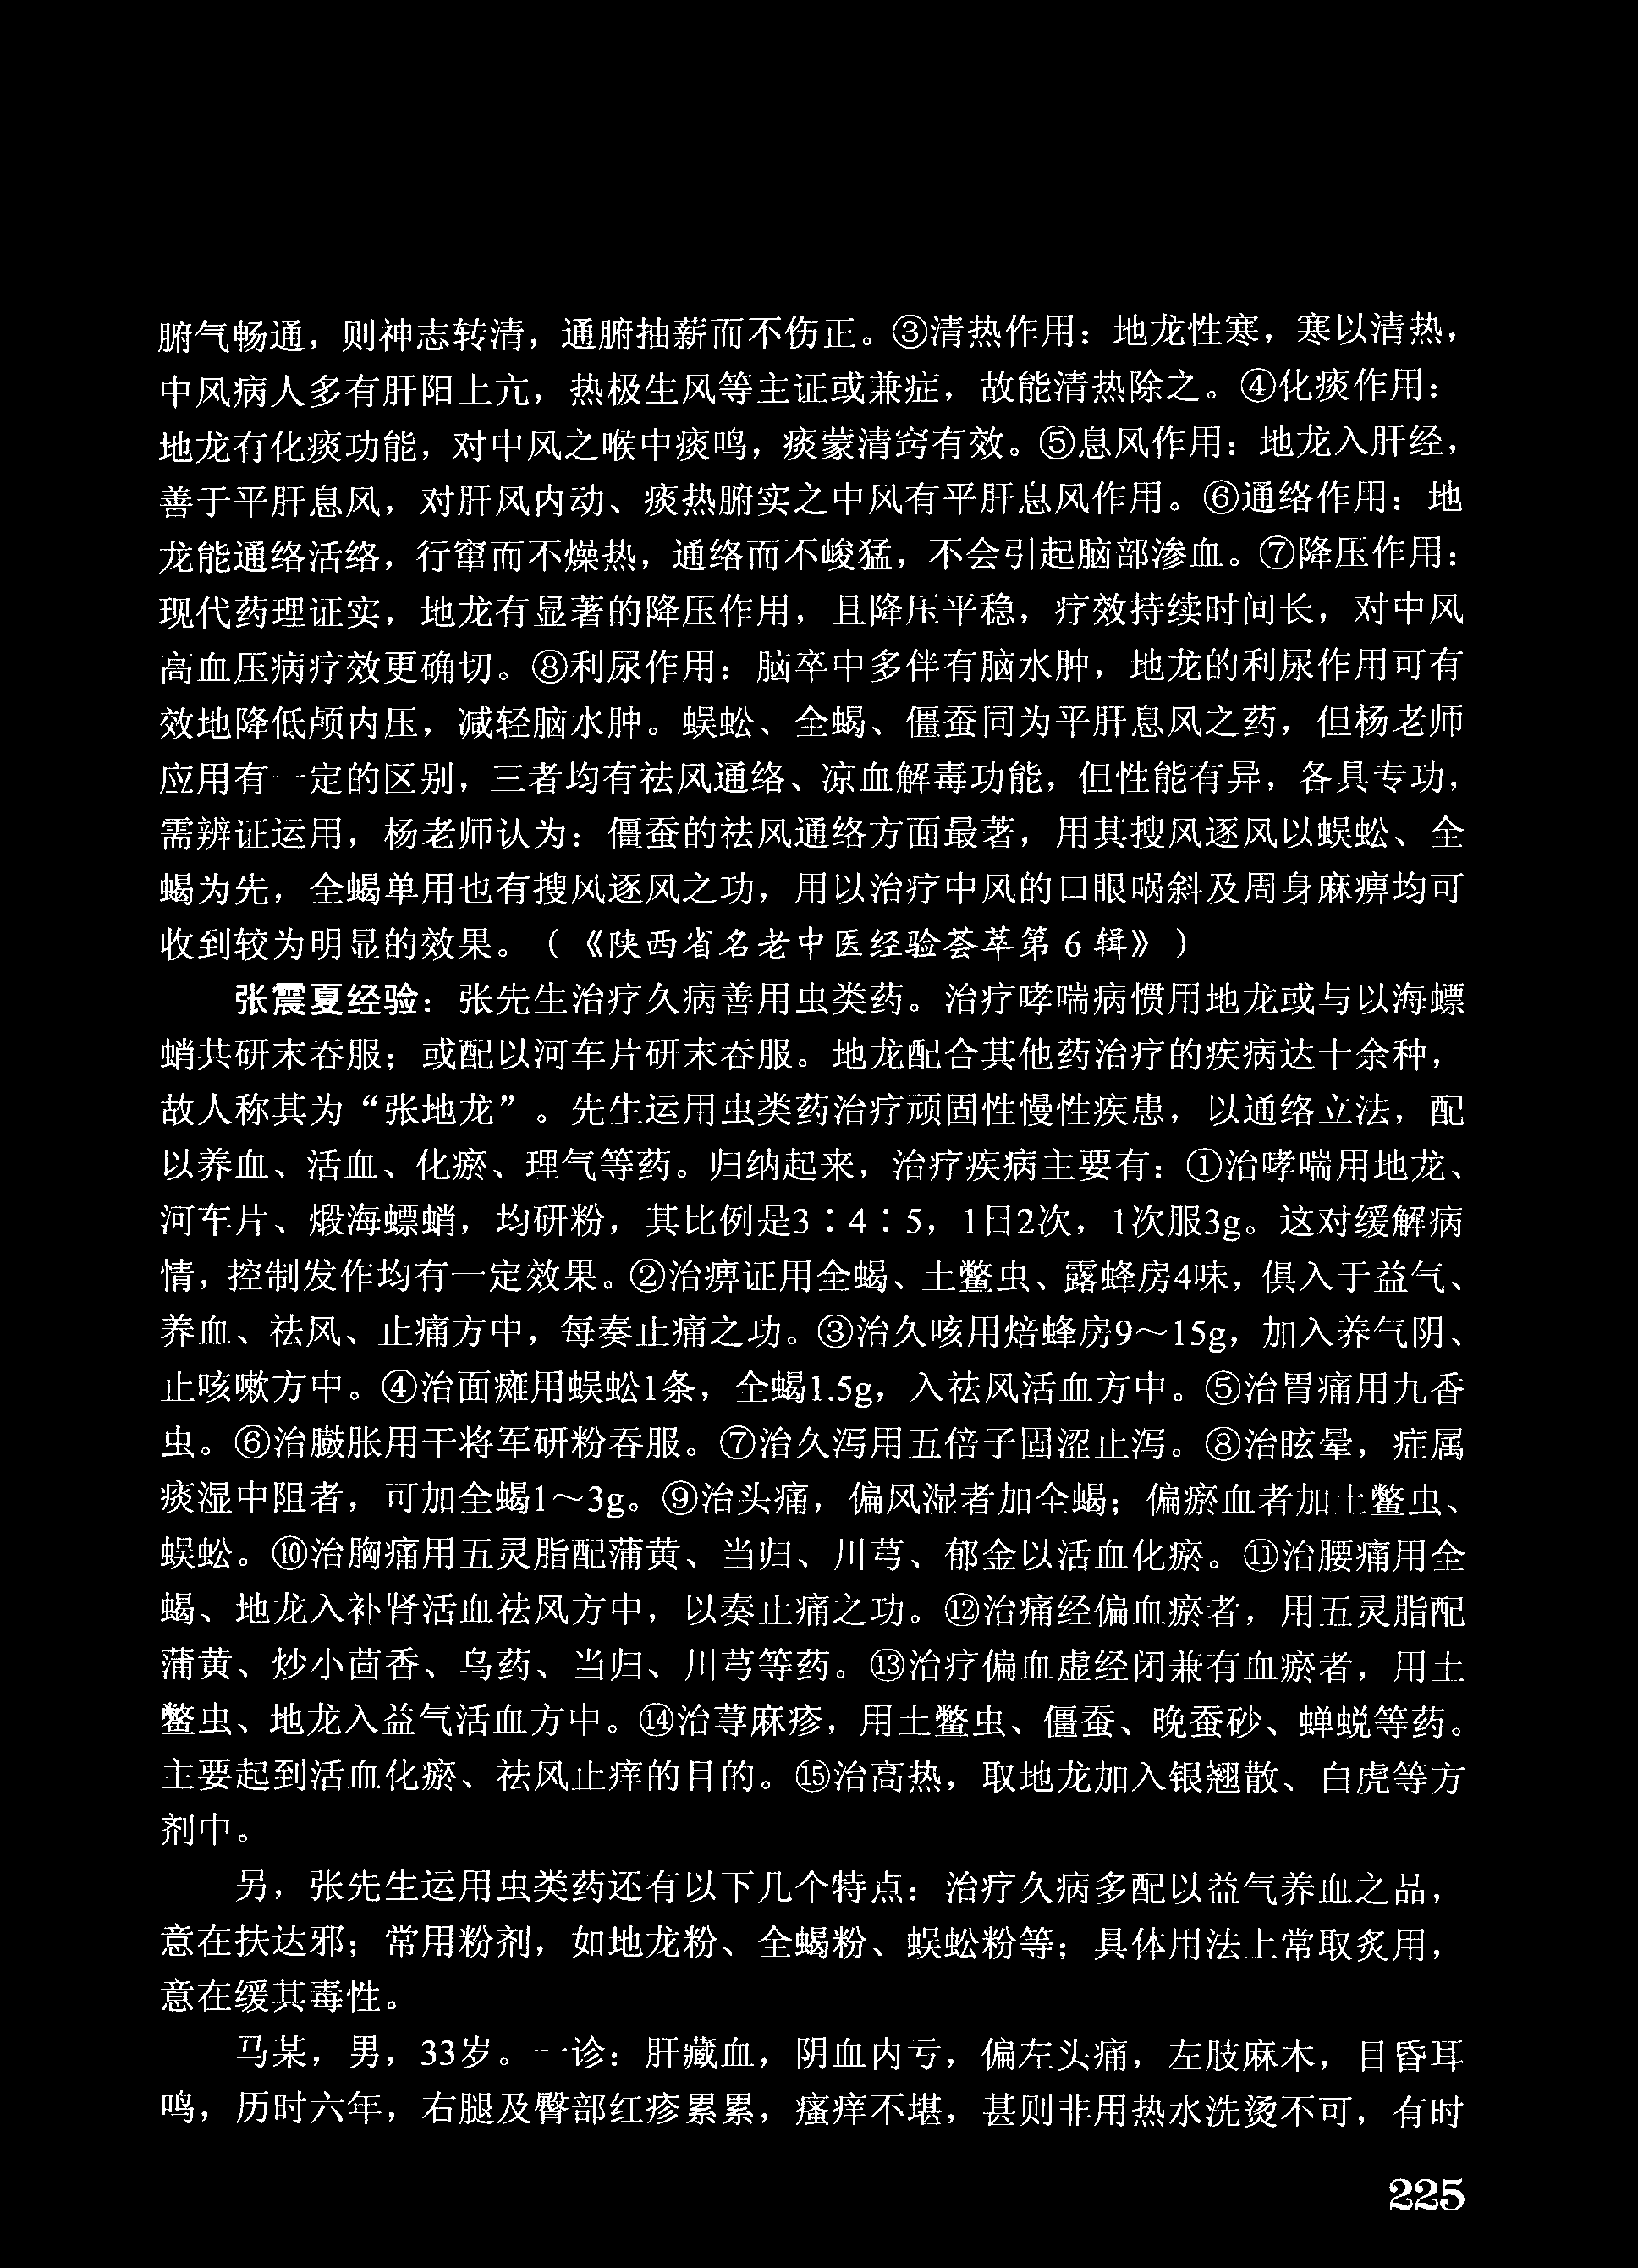 腑气畅通，则神志转清，通腑抽薪而不伤正。③清热作用：地龙性寒，寒以清热，
中风病人多有肝阳上亢，热极生风等主证或兼症，故能清热除之。④化痰作用：
地龙有化痰功能，对中风之喉中痰鸣，痰蒙清窍有效。⑤息风作用：地龙入肝经，
善于平肝息风，对肝风内动、痰热腑实之中风有平肝息风作用。⑥通络作用：地
龙能通络活络，行窜而不燥热，通络而不峻猛，不会引起脑部渗血。⑦降压作用：
现代药理证实，地龙有显著的降压作用，且降压平稳，疗效持续时间长，对中风
高血压病疗效更确切。⑧利尿作用：脑卒中多伴有脑水肿，地龙的利尿作用可有
效地降低颅内压，减轻脑水肿。蜈蚣、全蝎、僵蚕同为平肝息风之药，但杨老师
应用有一定的区别，三者均有祛风通络、凉血解毒功能，但性能有异，各具专功，
需辨证运用，杨老师认为：僵蚕的祛风通络方面最著，用其搜风逐风以蜈蚣、全
蝎为先，全蝎单用也有搜风逐风之功，用以治疗中风的口眼㖞斜及周身麻痹均可
收到较为明显的效果。（《陕西省名老中医经验荟萃第 6 辑》）
张震夏经验：张先生治疗久病善用虫类药。治疗哮喘病惯用地龙或与以海螵
蛸共研末吞服；或配以河车片研末吞服。地龙配合其他药治疗的疾病达十余种，
故人称其为“张地龙”。先生运用虫类药治疗顽固性慢性疾患，以通络立法，配
以养血、活血、化瘀、理气等药。归纳起来，治疗疾病主要有：①治哮喘用地龙、
河车片、煅海螵蛸，均研粉，其比例是3∶4∶5，1日2次，1次服3g。这对缓解病
情，控制发作均有一定效果。②治痹证用全蝎、土鳖虫、露蜂房4味，俱入于益气、
养血、祛风、止痛方中，每奏止痛之功。③治久咳用焙蜂房9～15g，加入养气阴、
止咳嗽方中。④治面瘫用蜈蚣1条，全蝎1.5g，入祛风活血方中。⑤治胃痛用九香
虫。⑥治臌胀用干将军研粉吞服。⑦治久泻用五倍子固涩止泻。⑧治眩晕，症属
痰湿中阻者，可加全蝎1～3g。⑨治头痛，偏风湿者加全蝎；偏瘀血者加土鳖虫、
蜈蚣。⑩治胸痛用五灵脂配蒲黄、当归、川芎、郁金以活血化瘀。⑪治腰痛用全
蝎、地龙入补肾活血祛风方中，以奏止痛之功。⑫治痛经偏血瘀者，用五灵脂配
蒲黄、炒小茴香、乌药、当归、川芎等药。⑬治疗偏血虚经闭兼有血瘀者，用土
鳖虫、地龙入益气活血方中。⑭治荨麻疹，用土鳖虫、僵蚕、晚蚕砂、蝉蜕等药。
主要起到活血化瘀、祛风止痒的目的。⑮治高热，取地龙加入银翘散、白虎等方
剂中。
另，张先生运用虫类药还有以下几个特点：治疗久病多配以益气养血之品，
意在扶达邪；常用粉剂，如地龙粉、全蝎粉、蜈蚣粉等；具体用法上常取炙用，
意在缓其毒性。
马某，男，33岁。一诊：肝藏血，阴血内亏，偏左头痛，左肢麻木，目昏耳
鸣，历时六年，右腿及臀部红疹累累，瘙痒不堪，甚则非用热水洗烫不可，有时
225